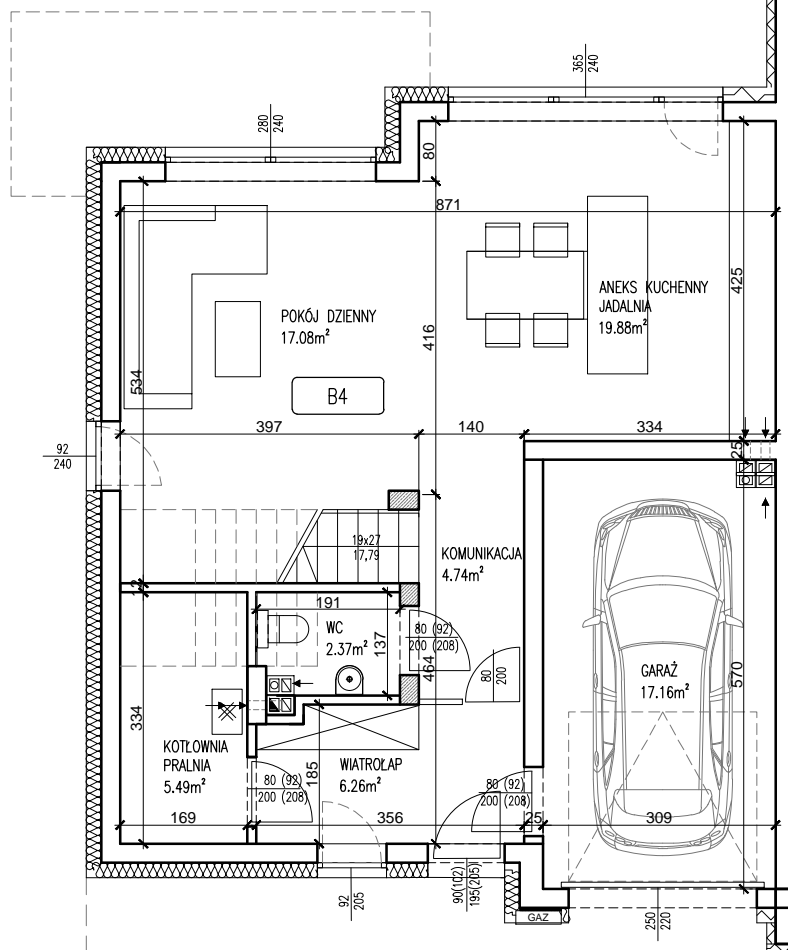 365
240
280
240
80
871
ANEKS KUCHENNY
JADALNIA
19.88m²
425
POKÓJ DZIENNY
17.08m²
416
534
B4
397
140
334
92
240
25
19x27
17,79
KOMUNIKACJA
4.74m²
12
191
WC
2.37m²
137
80 (92)
200 (208)
464
80
200
GARAŻ
17.16m²
570
334
KOTŁOWNIA
PRALNIA
5.49m²
WIATROŁAP
6.26m²
185
80 (92)
200 (208)
80 (92)
200 (208)
169
356
25
309
92
205
90(102)
195(205)
GAZ
250
220